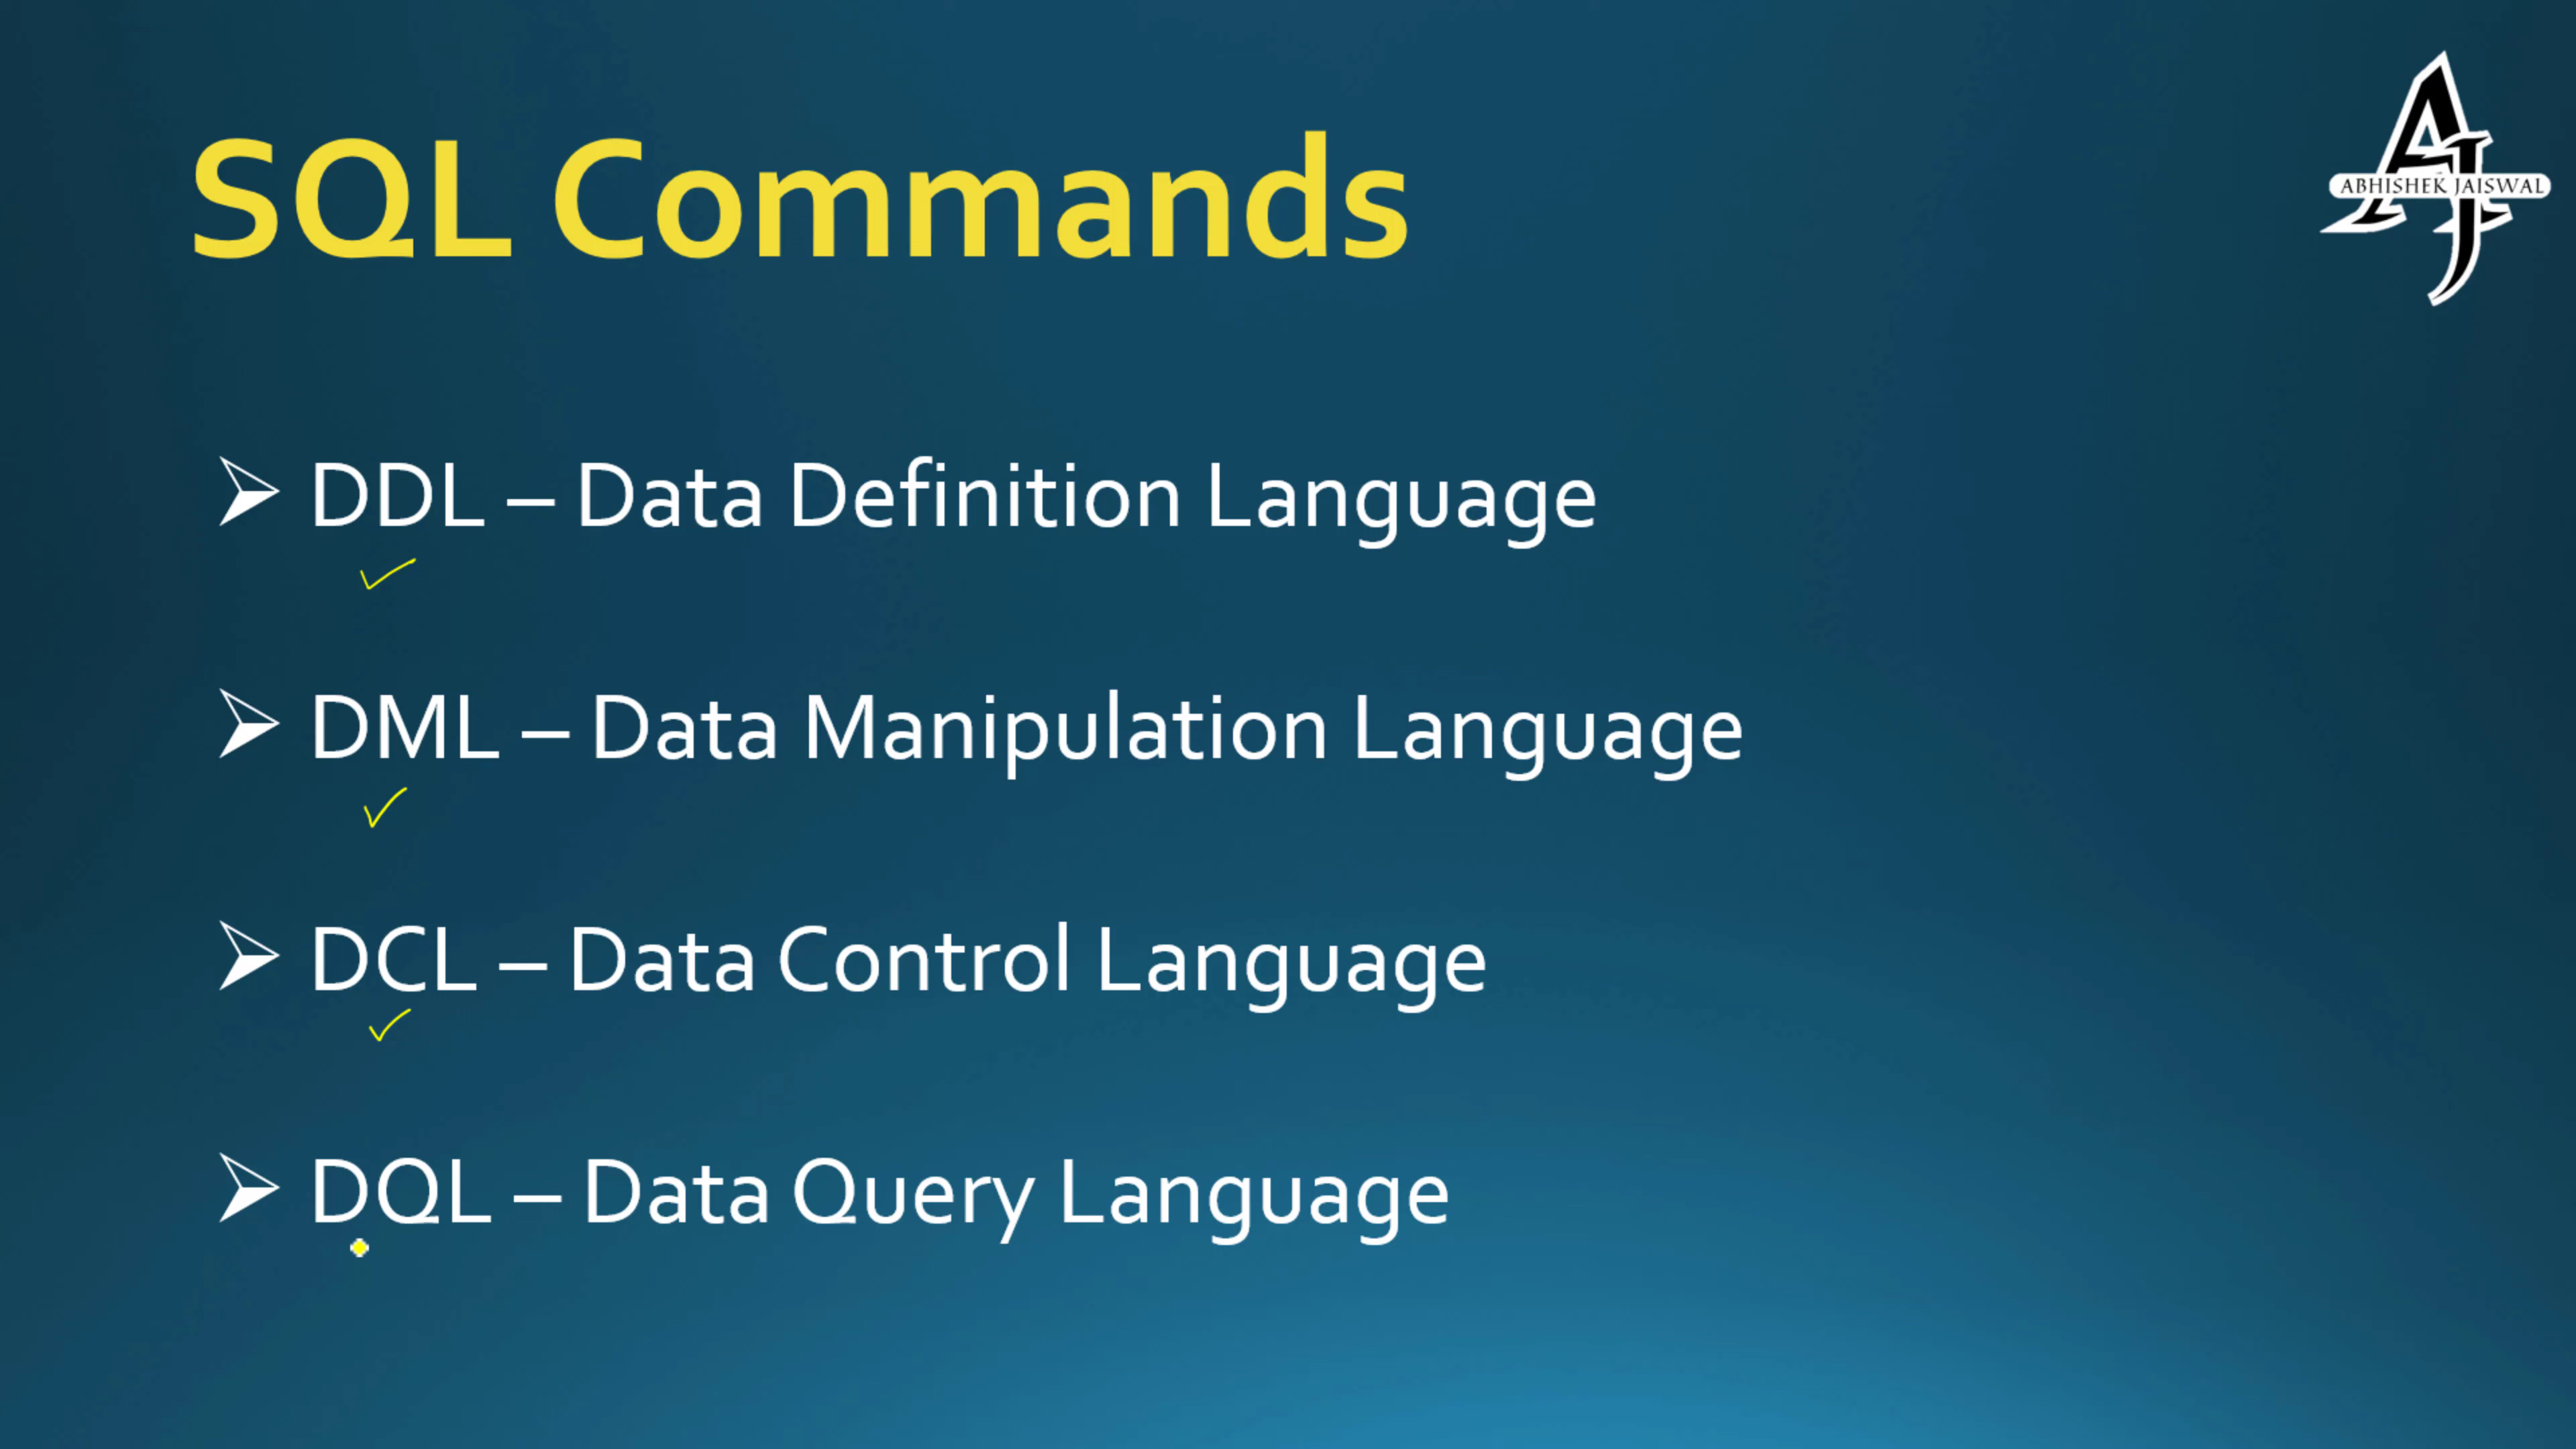 SQL Commands
ABHISHEK JAISWAL
DDL – Data Definition Language
DML – Data Manipulation Language
DCL – Data Control Language
DQL – Data Query Language